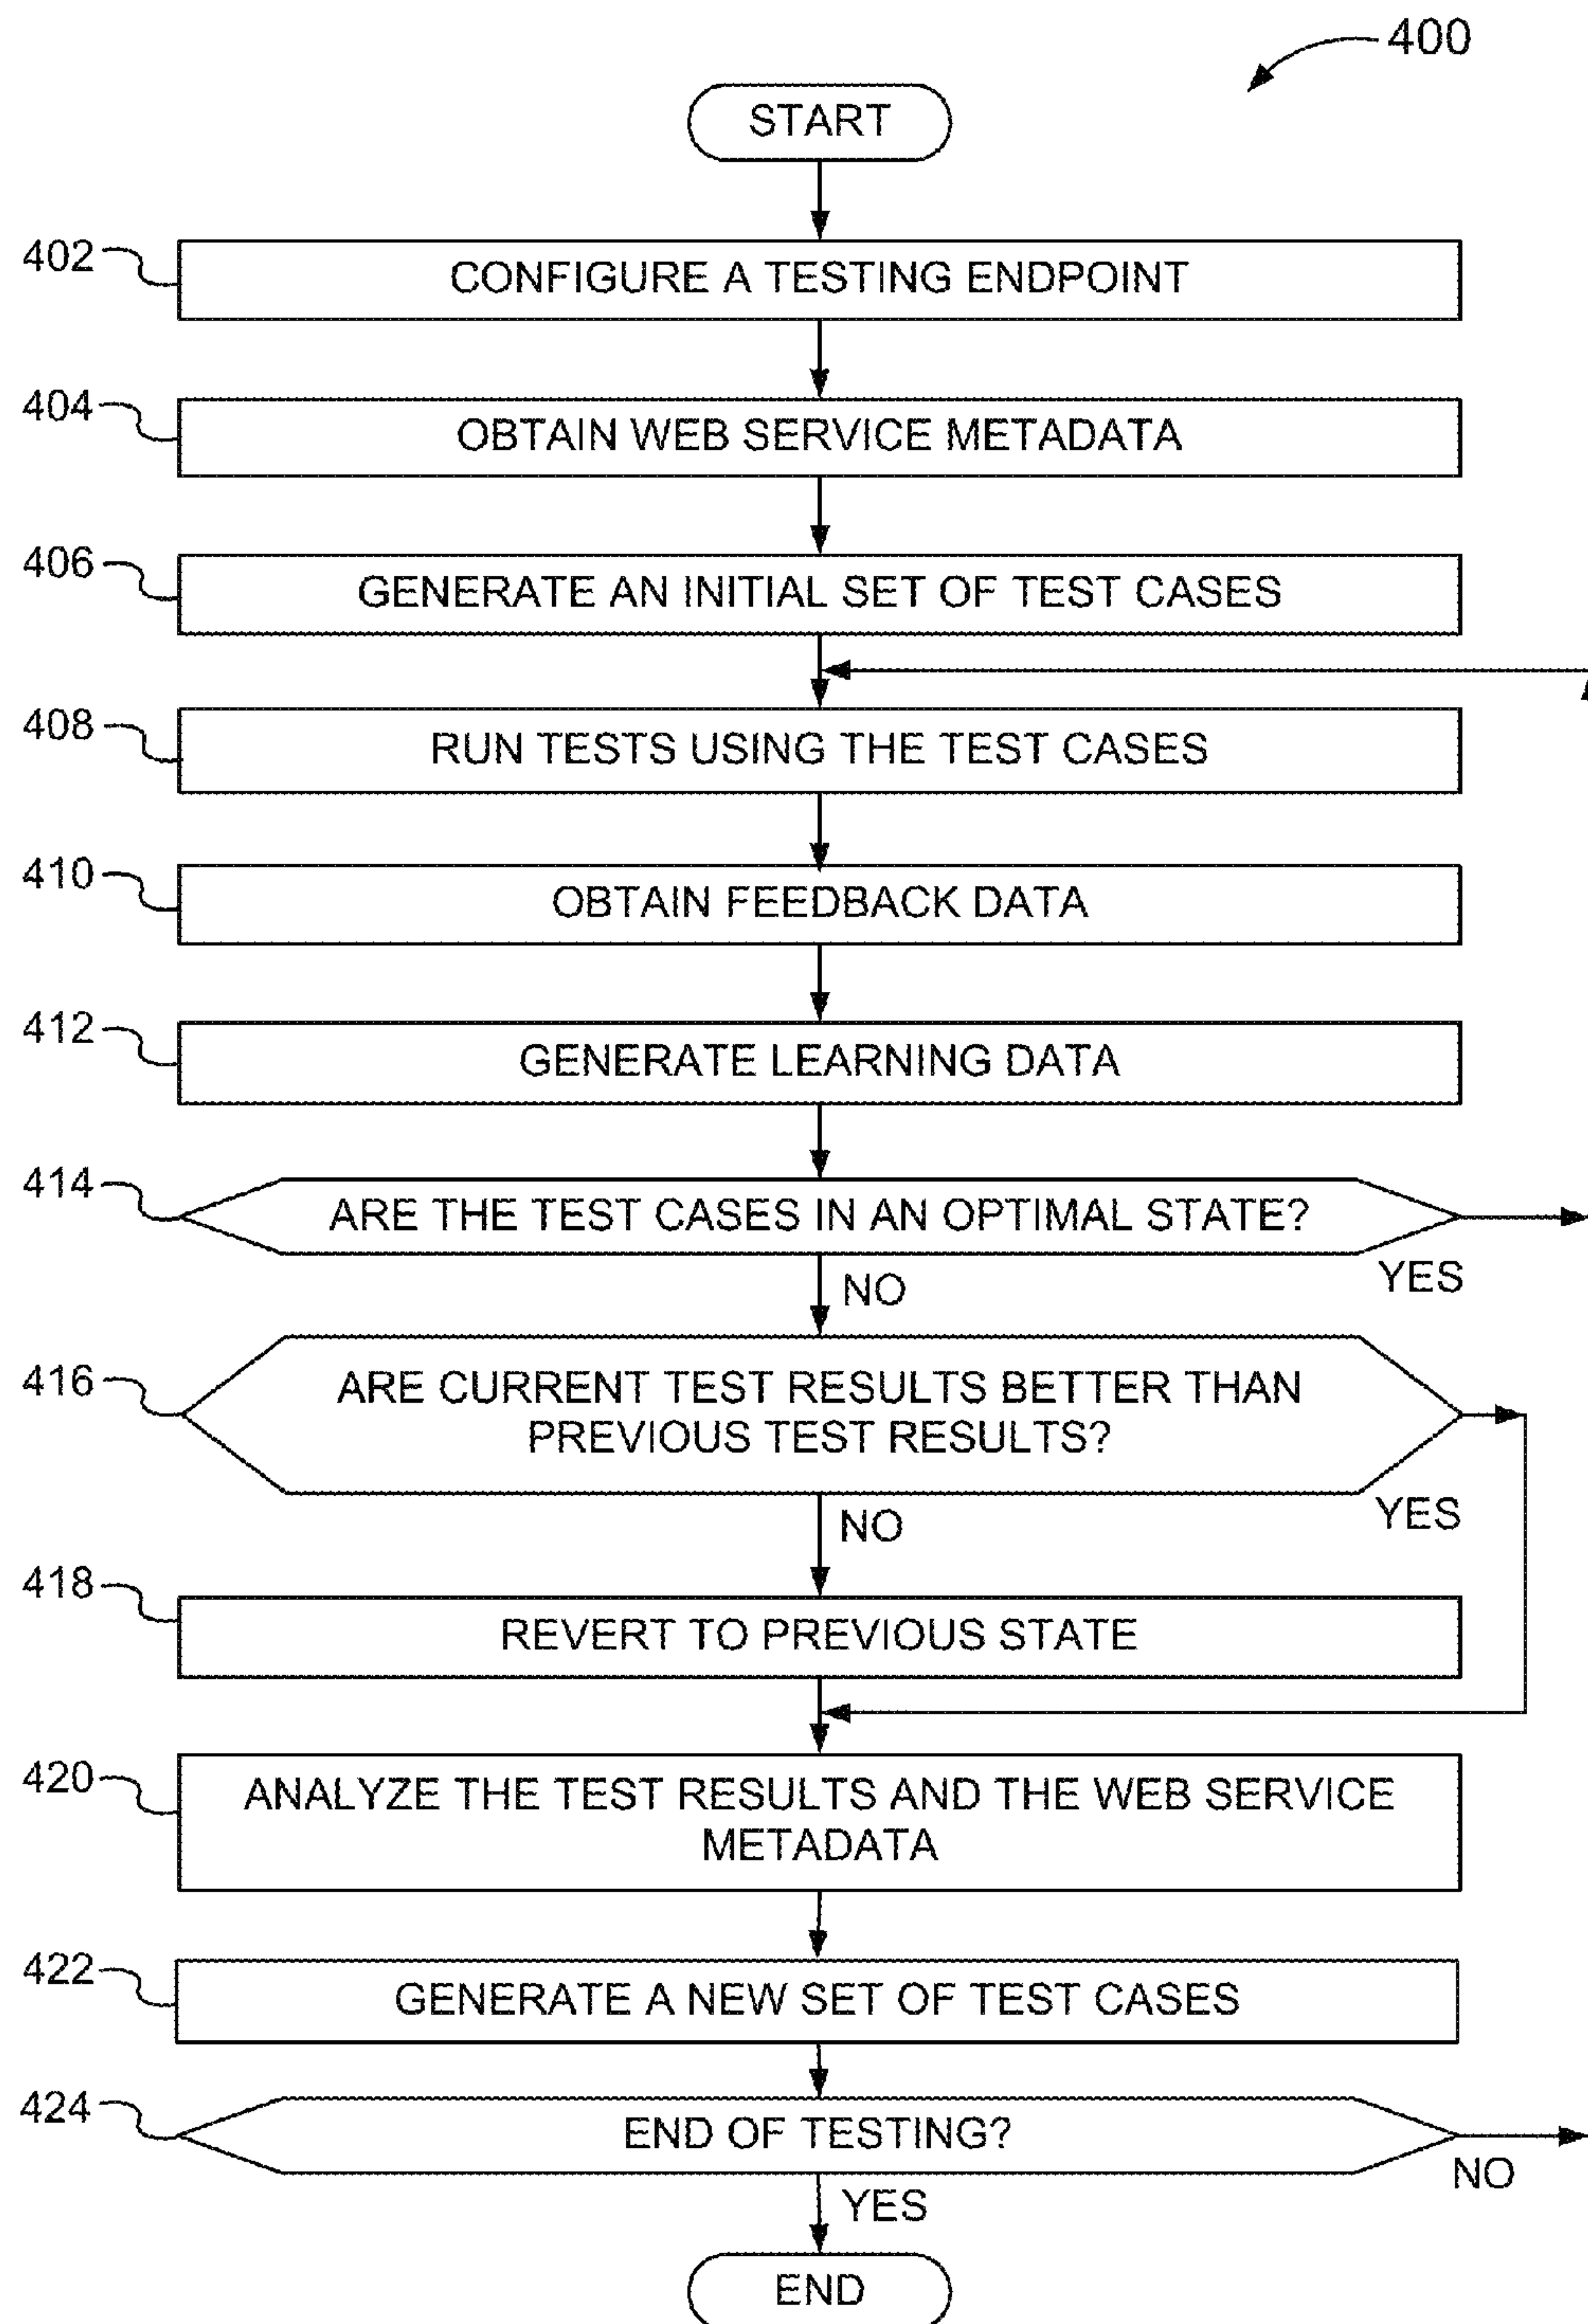 400
START
402
CONFIGURE A TESTING ENDPOINT
404
OBTAIN WEB SERVICE METADATA
406
GENERATE AN INITIAL SET OF TEST CASES
408
RUN TESTS USING THE TEST CASES
410
OBTAIN FEEDBACK DATA
412
GENERATE LEARNING DATA
414
ARE THE TEST CASES IN AN OPTIMAL STATE?
YES
NO
416
ARE CURRENT TEST RESULTS BETTER THAN
PREVIOUS TEST RESULTS?
YES
NO
418
REVERT TO PREVIOUS STATE
420
ANALYZE THE TEST RESULTS AND THE WEB SERVICE
METADATA
422
GENERATE A NEW SET OF TEST CASES
424
END OF TESTING?
NO
YES
END